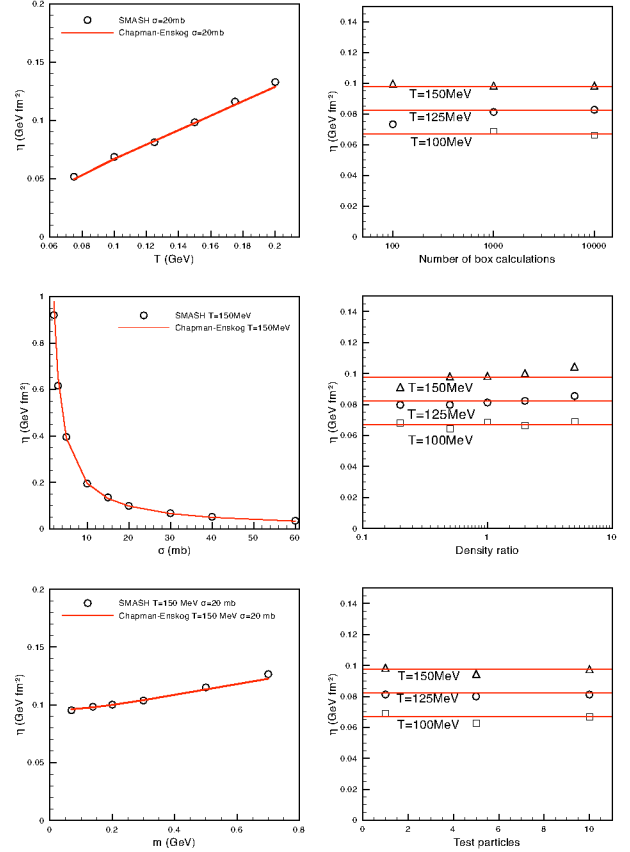 SMASH σ=20mb
Chapman-Enskog σ=20mb
η (GeV fm⁻²)
0.2
0.15
0.1
0.05
0
0.06 0.08 0.1 0.12 0.14 0.16 0.18 0.2
T (GeV)
η (GeV fm⁻²)
0.14
0.12
0.1
0.08
0.06
0.04
0.02
0
T=150MeV
T=125MeV
T=100MeV
100 1000 10000
Number of box calculations
SMASH T=150MeV
Chapman-Enskog T=150MeV
η (GeV fm⁻²)
1
0.8
0.6
0.4
0.2
0
10 20 30 40 50 60
σ (mb)
η (GeV fm⁻²)
0.14
0.12
0.1
0.08
0.06
0.04
0.02
0
T=150MeV
T=125MeV
T=100MeV
0.1 1 10
Density ratio
SMASH T=150 MeV σ=20 mb
Chapman-Enskog T=150 MeV σ=20 mb
η (GeV fm⁻²)
0.2
0.15
0.1
0.05
0
0 0.2 0.4 0.6 0.8
m (GeV)
η (GeV fm⁻²)
0.14
0.12
0.1
0.08
0.06
0.04
0.02
0
T=150MeV
T=125MeV
T=100MeV
0 2 4 6 8 10
Test particles